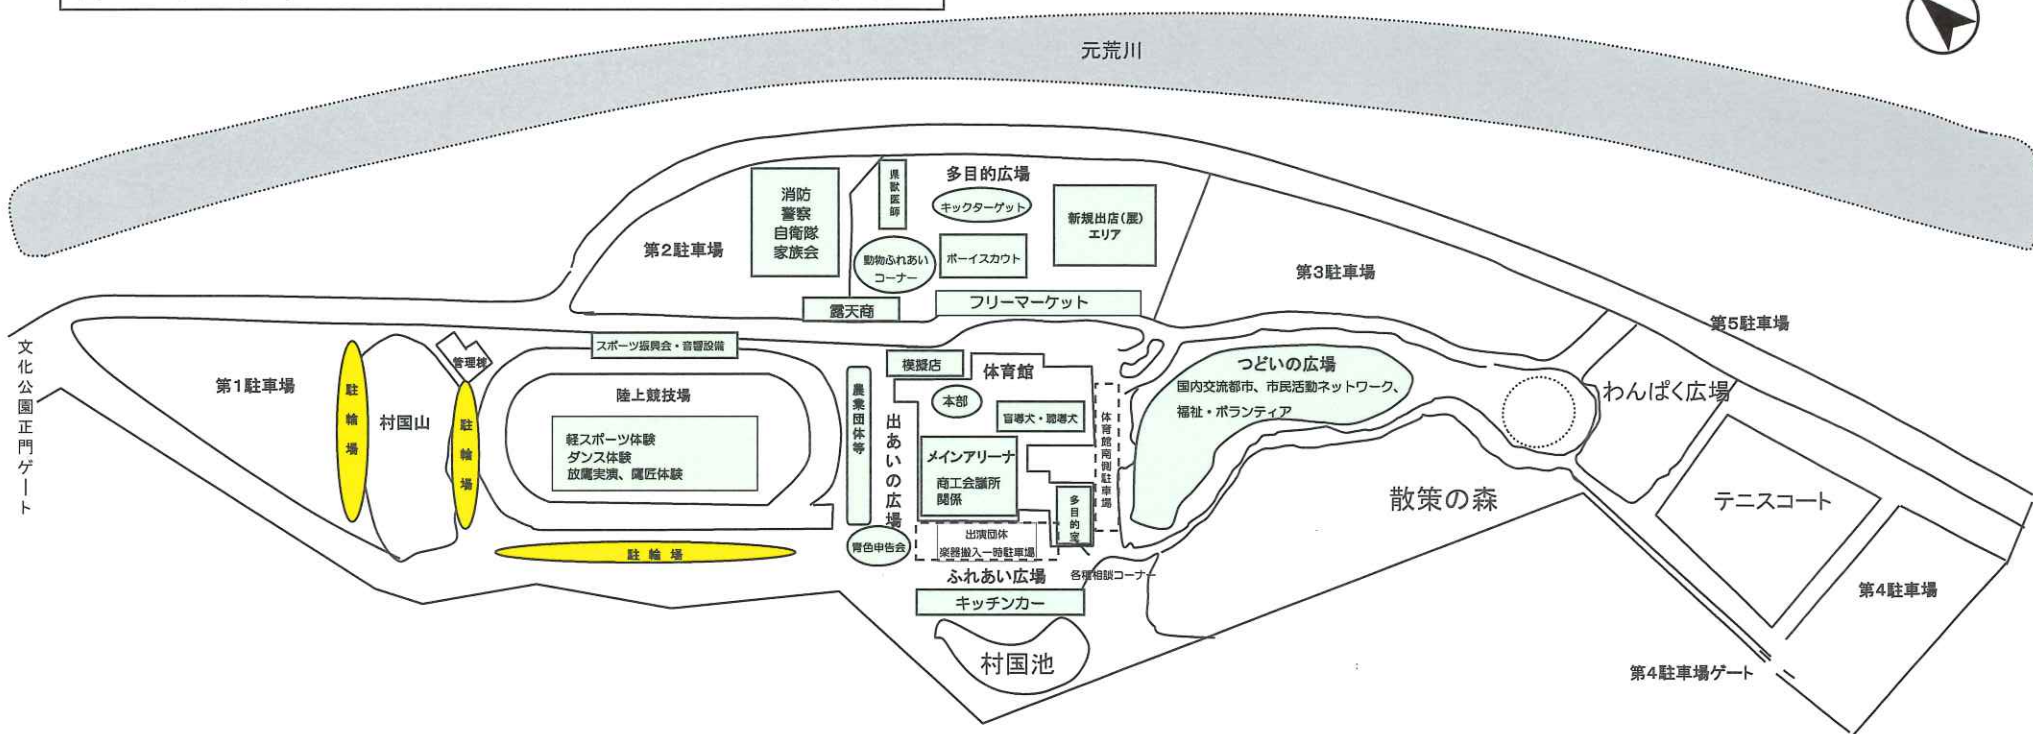 元荒川
多目的広場
消防
警察
自衛隊
家族会
県獣医師
キックターゲット
新規出店(展)
エリア
第2駐車場
動物ふれあい
コーナー
ボーイスカウト
第3駐車場
露天商
フリーマーケット
第5駐車場
文化公園正門ゲート
スポーツ振興会・音響設備
管理棟
模擬店
体育館
つどいの広場
国内交流都市、市民活動ネットワーク、
福祉・ボランティア
わんぱく広場
第1駐車場
駐輪場
村国山
駐輪場
陸上競技場
軽スポーツ体験
ダンス体験
放鷹実演、鷹匠体験
農業団体等
出あいの広場
本部
盲導犬・聴導犬
体育館南側駐車場
メインアリーナ
商工会議所
関係
多目的室
散策の森
テニスコート
駐輪場
青色申告会
出演団体
楽器搬入一時駐車場
ふれあい広場
各種相談コーナー
キッチンカー
第4駐車場
村国池
第4駐車場ゲート